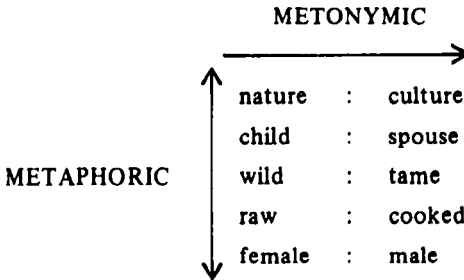 METONYMIC
nature : culture
child : spouse
METAPHORIC wild : tame
raw : cooked
female : male